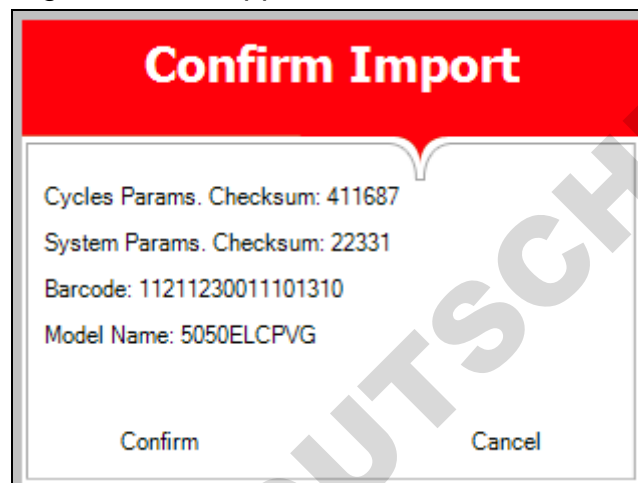 Confirm Import
Cycles Params. Checksum: 411687
System Params. Checksum: 22331
Barcode: 11211230011101310
Model Name: 5050ELCPVG
Confirm Cancel